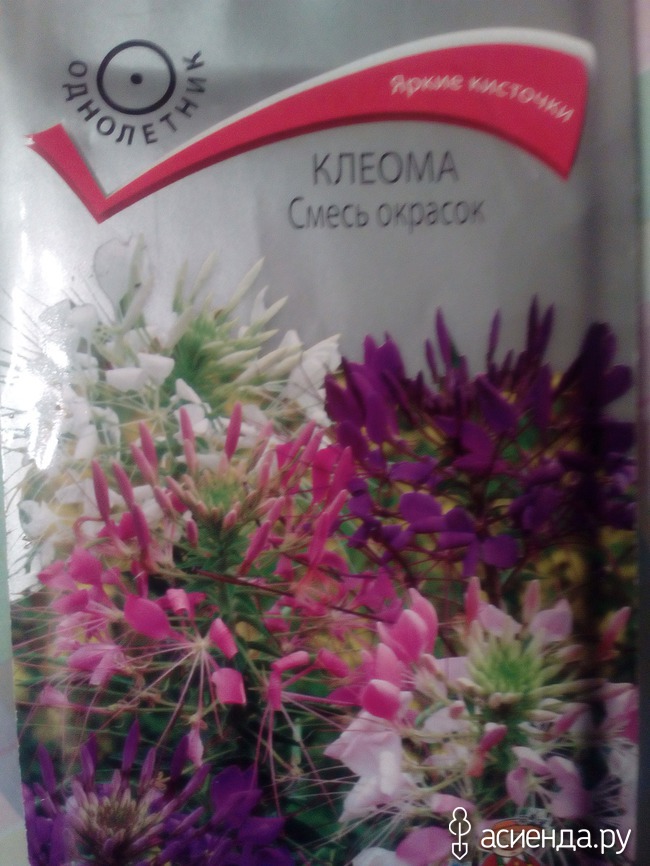 ОДНОЛЕТНИК
Яркие кисточки
КЛЕОМА
Смесь окрасок
асиенда.ру